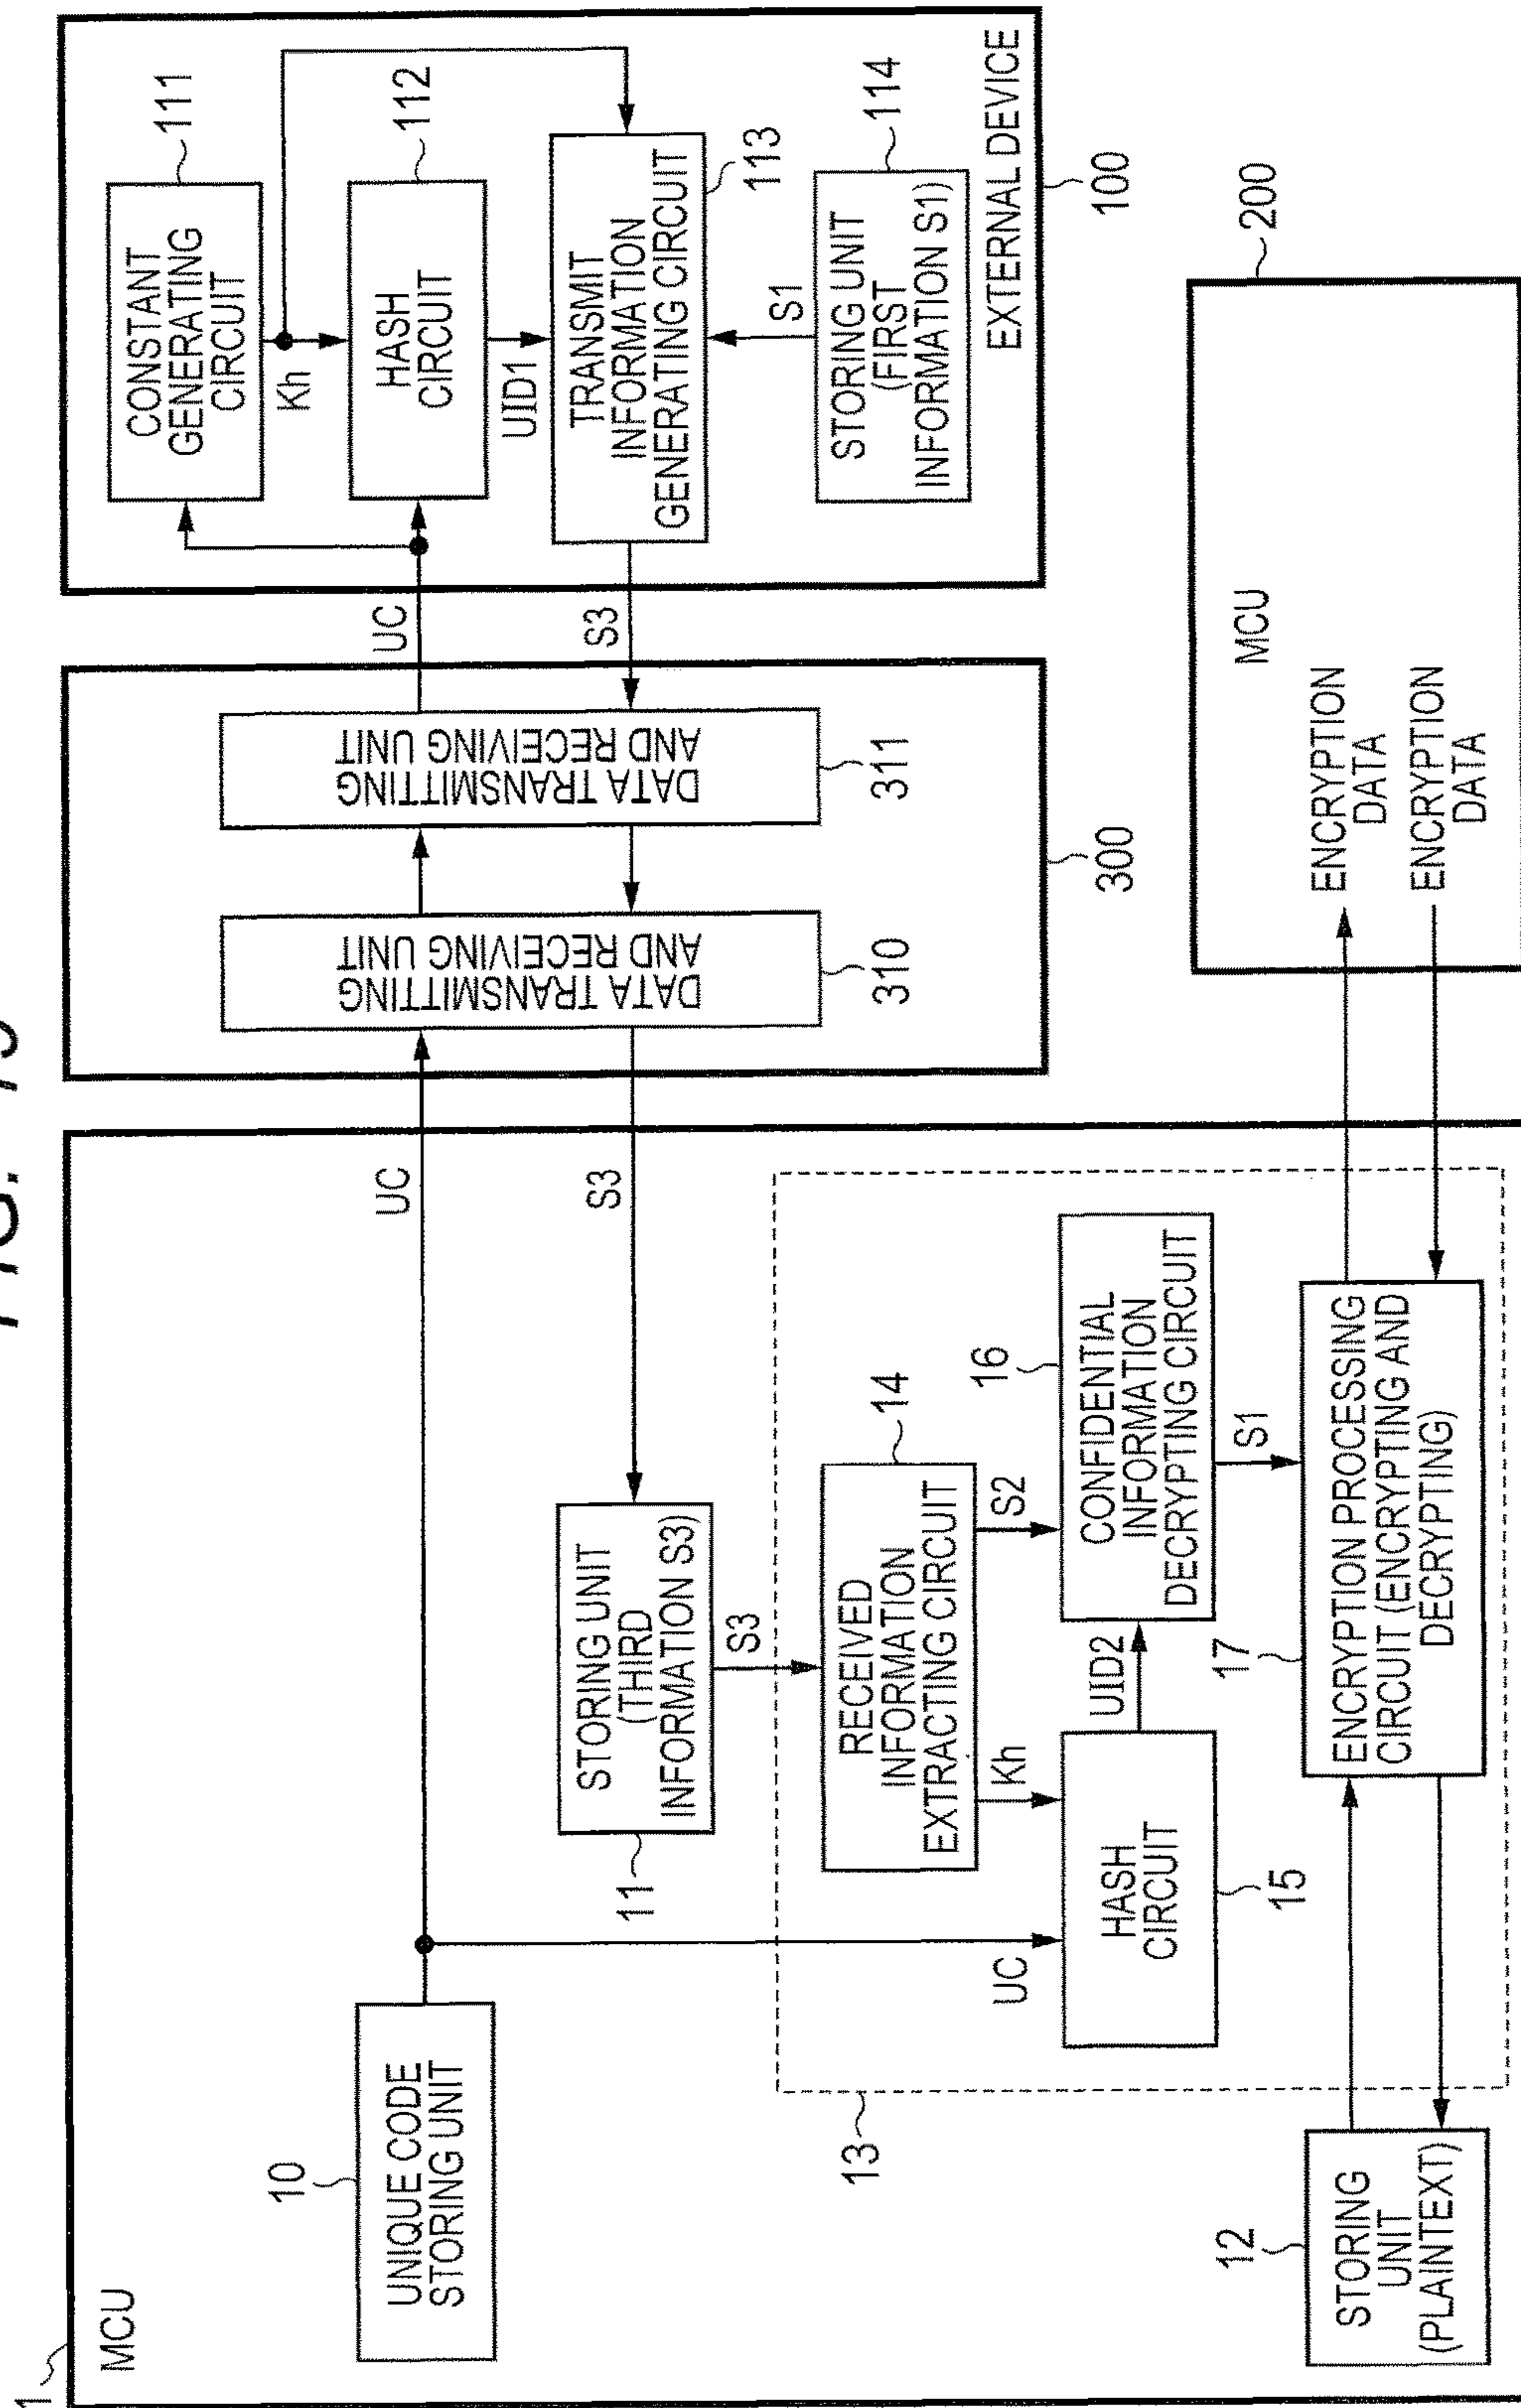 1
MCU
10
UNIQUE CODE
STORING UNIT
UC
UC
S3
STORING UNIT
(THIRD
INFORMATION S3)
11
S3
13
RECEIVED
INFORMATION
EXTRACTING CIRCUIT
14
Kh
S2
UC
HASH
CIRCUIT
15
UID2
CONFIDENTIAL
INFORMATION
DECRYPTING CIRCUIT
16
S1
17
ENCRYPTION PROCESSING
CIRCUIT (ENCRYPTING AND
DECRYPTING)
12
STORING
UNIT
(PLAINTEXT)
DATA TRANSMITTING
AND RECEIVING UNIT
310
DATA TRANSMITTING
AND RECEIVING UNIT
311
300
UC
S3
CONSTANT
GENERATING
CIRCUIT
111
Kh
HASH
CIRCUIT
112
UID1
TRANSMIT
INFORMATION
GENERATING CIRCUIT
113
S1
STORING UNIT
(FIRST
INFORMATION S1)
114
EXTERNAL DEVICE
100
200
MCU
ENCRYPTION
DATA
ENCRYPTION
DATA